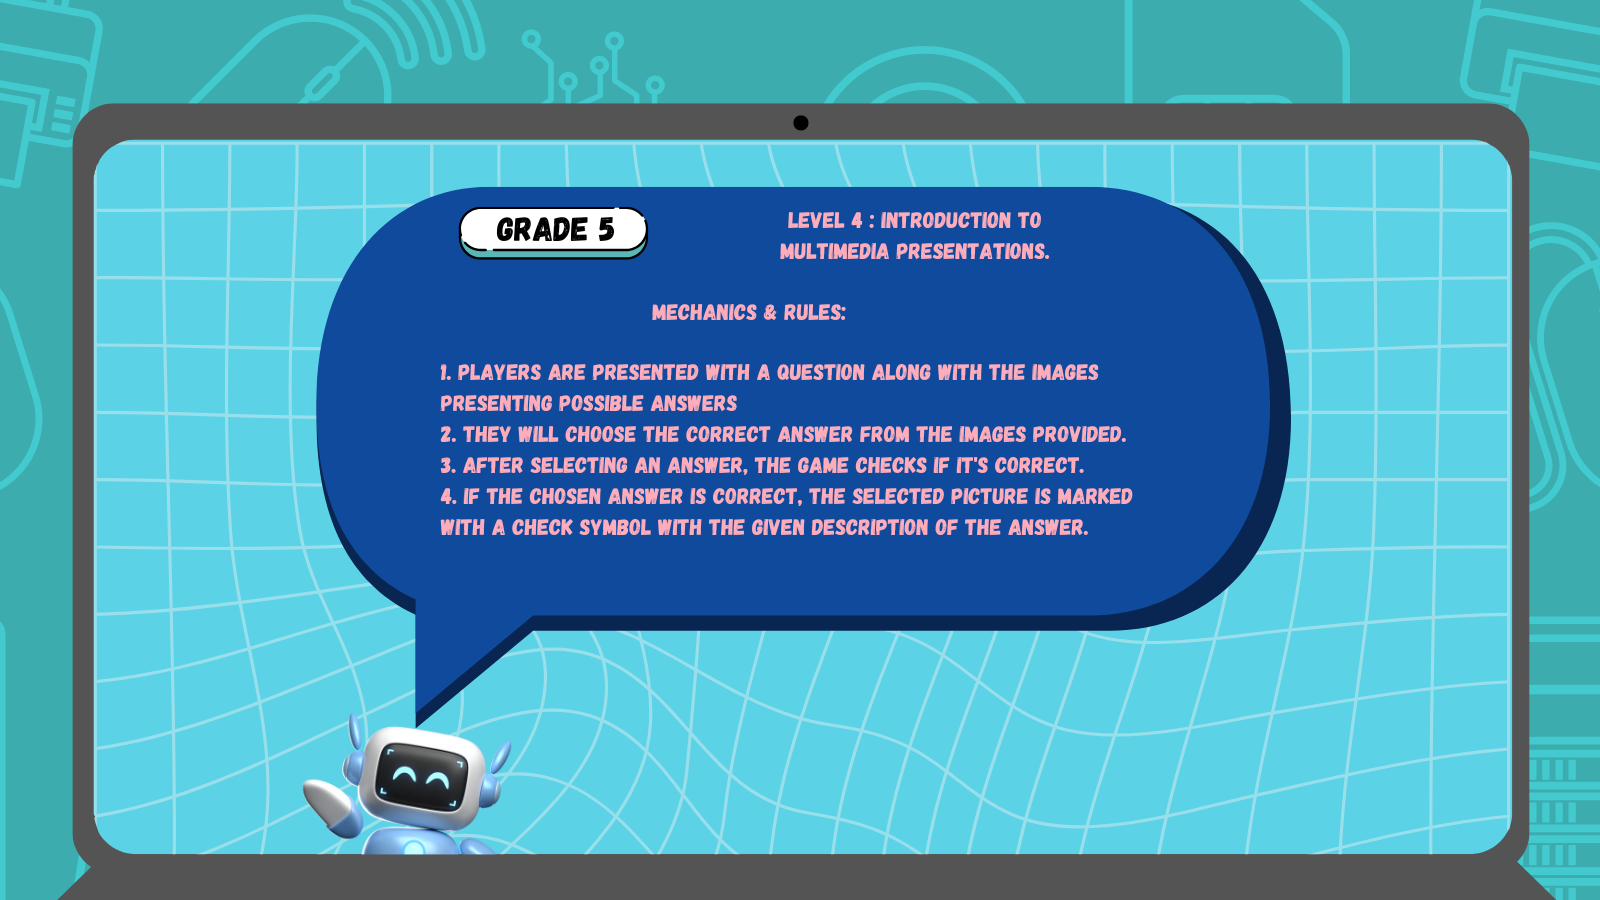 GRADE 5
LEVEL 4 : INTRODUCTION TO
MULTIMEDIA PRESENTATIONS.
MECHANICS & RULES:
1. PLAYERS ARE PRESENTED WITH A QUESTION ALONG WITH THE IMAGES
PRESENTING POSSIBLE ANSWERS
2. THEY WILL CHOOSE THE CORRECT ANSWER FROM THE IMAGES PROVIDED.
3. AFTER SELECTING AN ANSWER, THE GAME CHECKS IF IT'S CORRECT.
4. IF THE CHOSEN ANSWER IS CORRECT, THE SELECTED PICTURE IS MARKED
WITH A CHECK SYMBOL WITH THE GIVEN DESCRIPTION OF THE ANSWER.